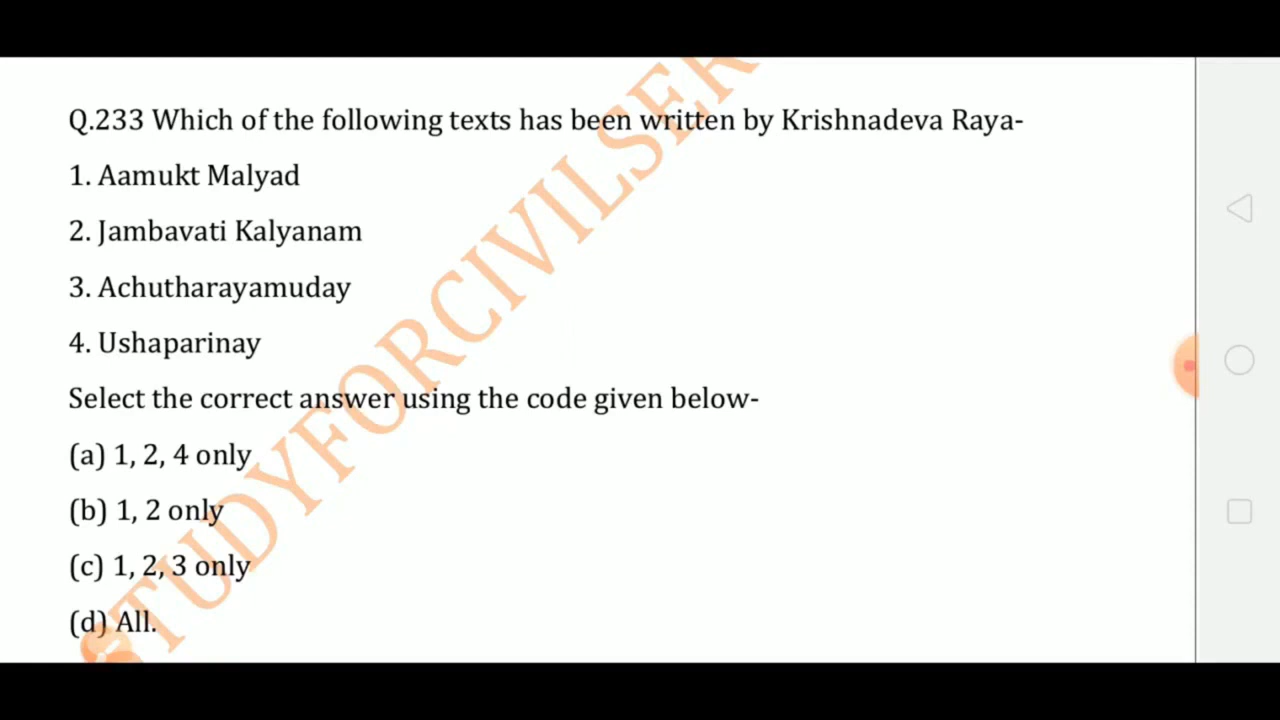 Q.233 Which of the following texts has been written by Krishnadeva Raya-
1. Aamukt Malyad
2. Jambavati Kalyanam
3. Achutharayamuday
4. Ushaparinay
Select the correct answer using the code given below-
(a) 1, 2, 4 only
(b) 1, 2 only
(c) 1, 2, 3 only
(d) All.
STUDYFORCIVILSER